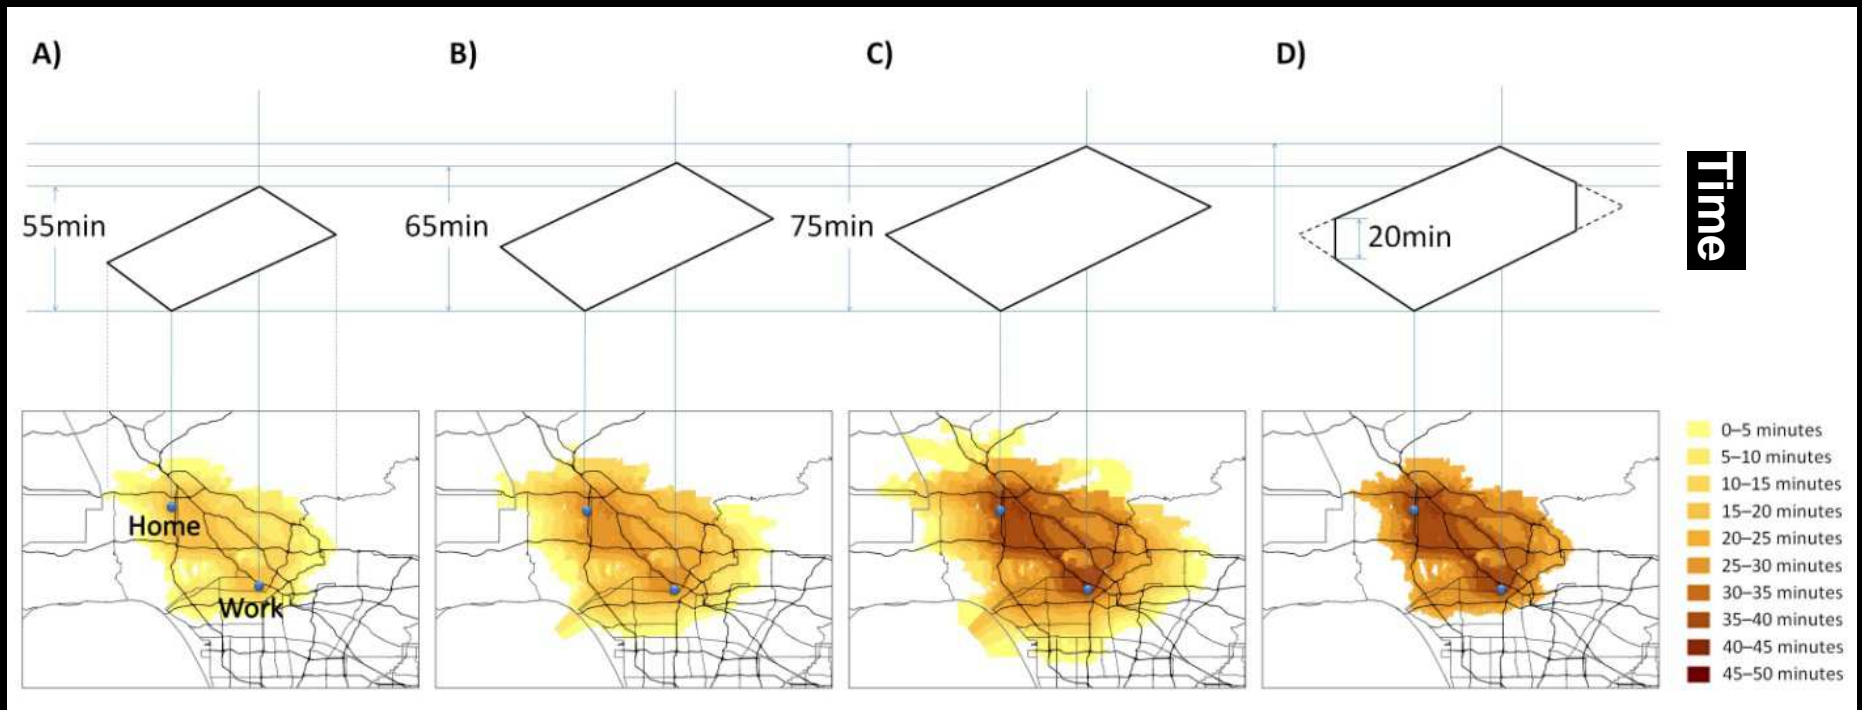 A)
B)
C)
D)
55min
65min
75min
20min
Time
Home
Work
0–5 minutes
5–10 minutes
10–15 minutes
15–20 minutes
20–25 minutes
25–30 minutes
30–35 minutes
35–40 minutes
40–45 minutes
45–50 minutes